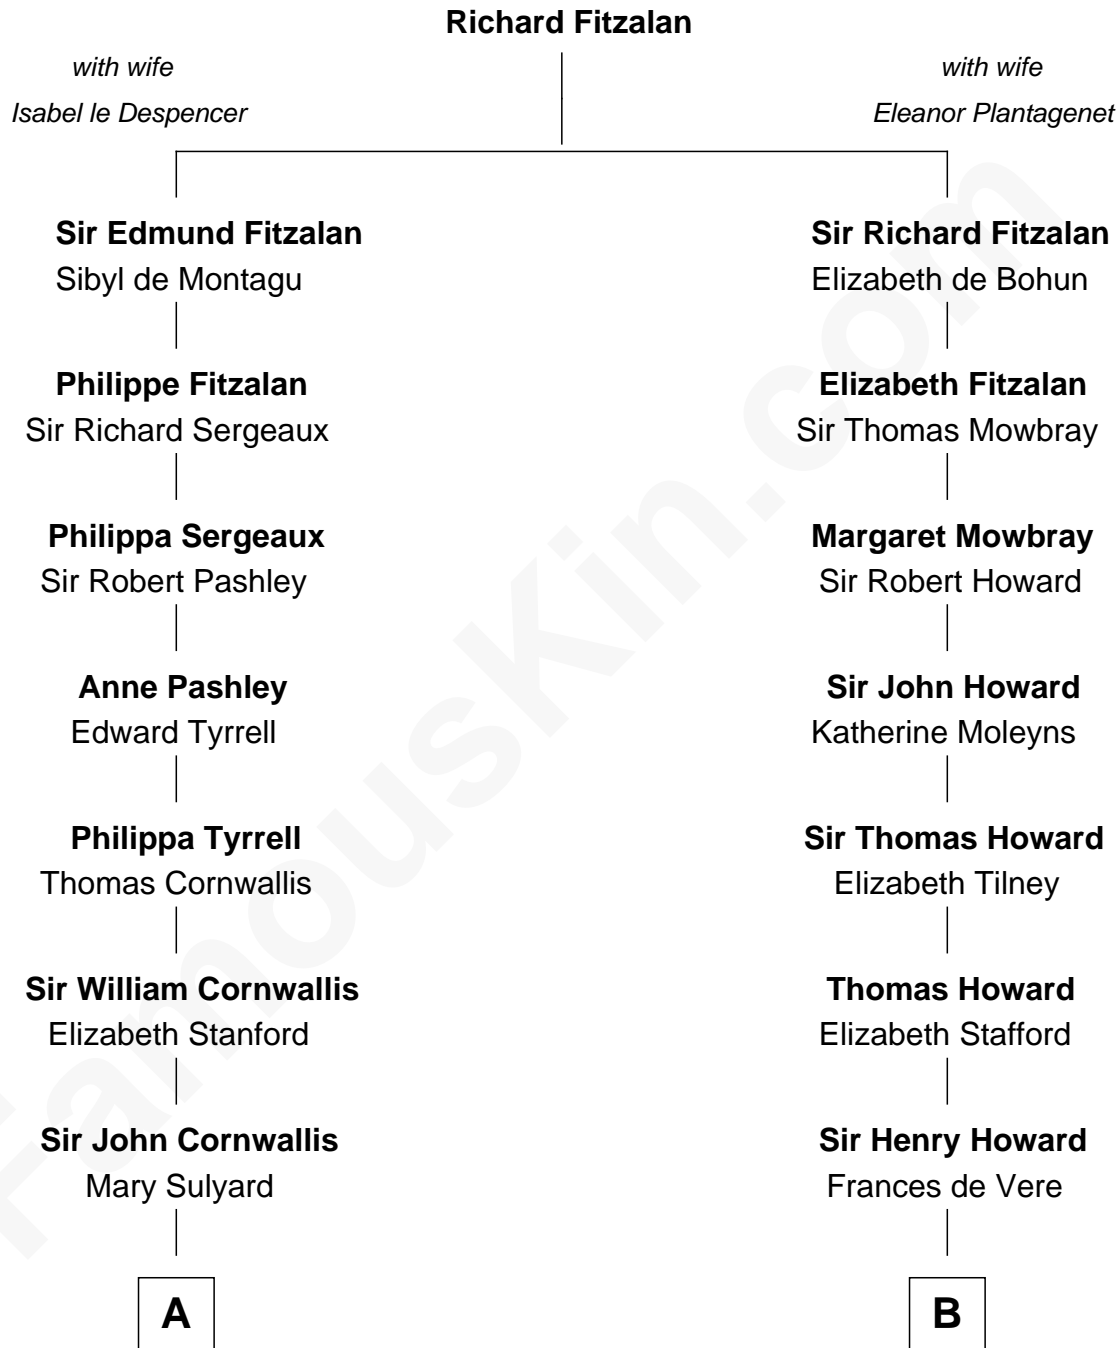 Richard Fitzalan
with wife
Isabel le Despencer
with wife
Eleanor Plantagenet
Sir Edmund Fitzalan
Sibyl de Montagu
Philippe Fitzalan
Sir Richard Sergeaux
Philippa Sergeaux
Sir Robert Pashley
Anne Pashley
Edward Tyrrell
Philippa Tyrrell
Thomas Cornwallis
Sir William Cornwallis
Elizabeth Stanford
Sir John Cornwallis
Mary Sulyard
A
Sir Richard Fitzalan
Elizabeth de Bohun
Elizabeth Fitzalan
Sir Thomas Mowbray
Margaret Mowbray
Sir Robert Howard
Sir John Howard
Katherine Moleyns
Sir Thomas Howard
Elizabeth Tilney
Thomas Howard
Elizabeth Stafford
Sir Henry Howard
Frances de Vere
B
FamousKin.com